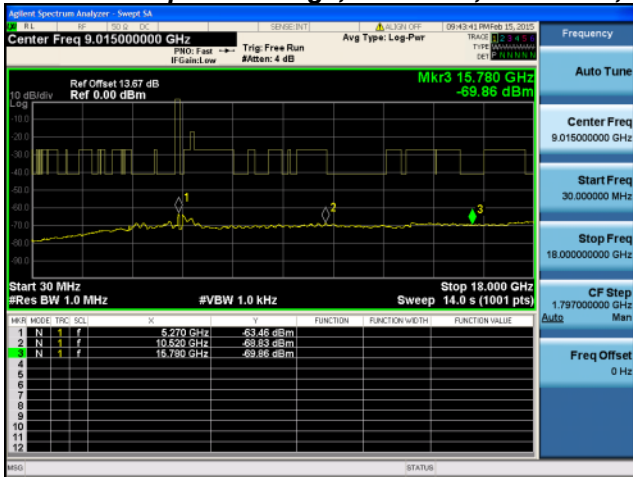 Agilent Spectrum Analyzer - Swept SA
RL RF 50 Ω DC SENSE:INT ALIGN OFF 09:43:41 PM Feb 15, 2015
Center Freq 9.015000000 GHz
PNO: Fast
IFGain:Low
Trig: Free Run
#Atten: 4 dB
Avg Type: Log-Pwr
TRACE 1 2 3 4 5 6
TYPE
DET P N N N N N
Frequency
Ref Offset 13.67 dB
10 dB/div Ref 0.00 dBm
Log
Mkr3 15.780 GHz
-69.86 dBm
-10.0
-20.0
-30.0
-40.0
-50.0
-60.0
-70.0
-80.0
-90.0
1
2
3
Start 30 MHz
Stop 18.000 GHz
#Res BW 1.0 MHz #VBW 1.0 kHz Sweep 14.0 s (1001 pts)
MKR MODE TRC SCL X Y FUNCTION FUNCTION WIDTH FUNCTION VALUE
1 N 1 f 5.270 GHz -63.46 dBm
2 N 1 f 10.520 GHz -68.83 dBm
3 N 1 f 15.780 GHz -69.86 dBm
4
5
6
7
8
9
10
11
12
MSG STATUS
Auto Tune
Center Freq
9.015000000 GHz
Start Freq
30.000000 MHz
Stop Freq
18.000000000 GHz
CF Step
1.797000000 GHz
Auto Man
Freq Offset
0 Hz